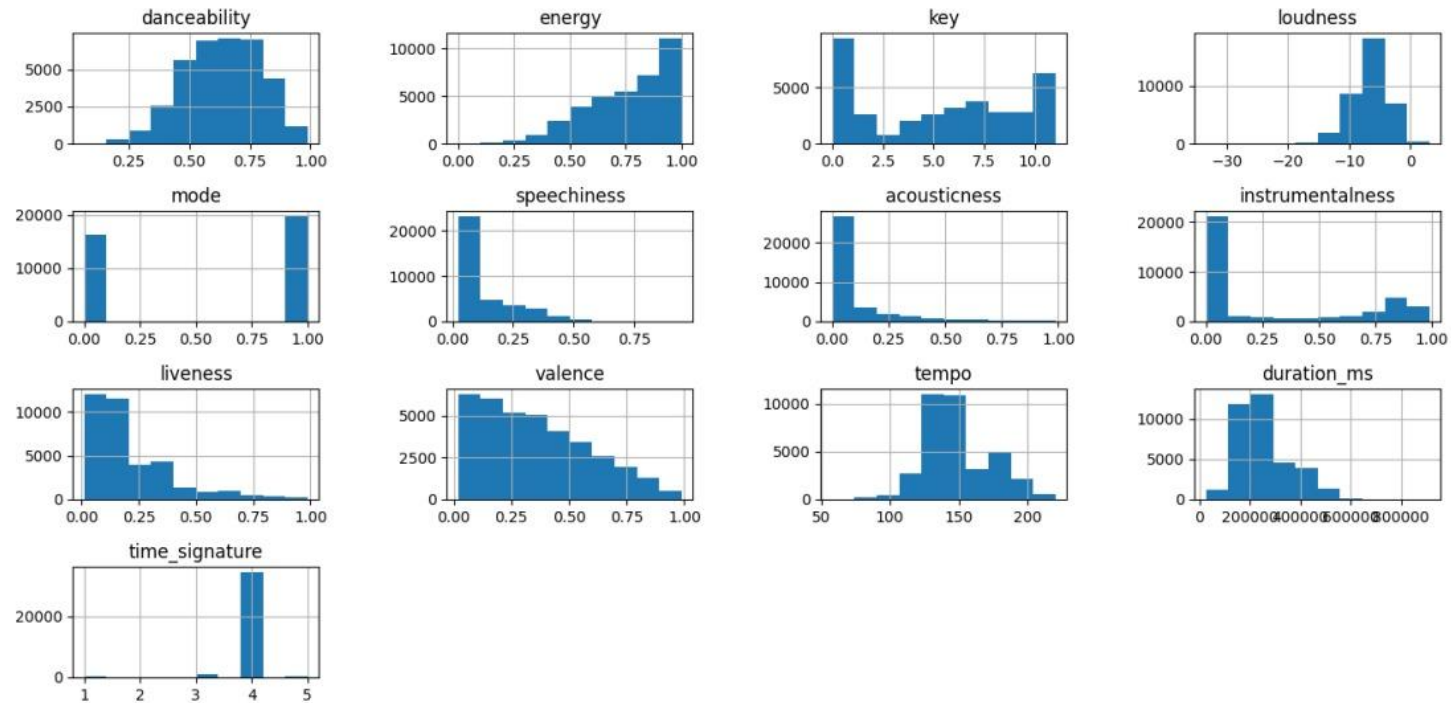 danceability energy key loudness
5000 2500 0 0.25 0.50 0.75 1.00
10000 5000 0 0.00 0.25 0.50 0.75 1.00
5000 0 0.0 2.5 5.0 7.5 10.0
10000 0 −30 −20 −10 0
mode speechiness acousticness instrumentalness
20000 10000 0 0.00 0.25 0.50 0.75 1.00
20000 10000 0 0.00 0.25 0.50 0.75
20000 10000 0 0.00 0.25 0.50 0.75 1.00
20000 10000 0 0.00 0.25 0.50 0.75 1.00
liveness valence tempo duration_ms
10000 5000 0 0.00 0.25 0.50 0.75 1.00
5000 2500 0 0.00 0.25 0.50 0.75 1.00
10000 5000 0 50 100 150 200
10000 5000 0 0 200000 400000 600000 800000
time_signature
20000 0 1 2 3 4 5